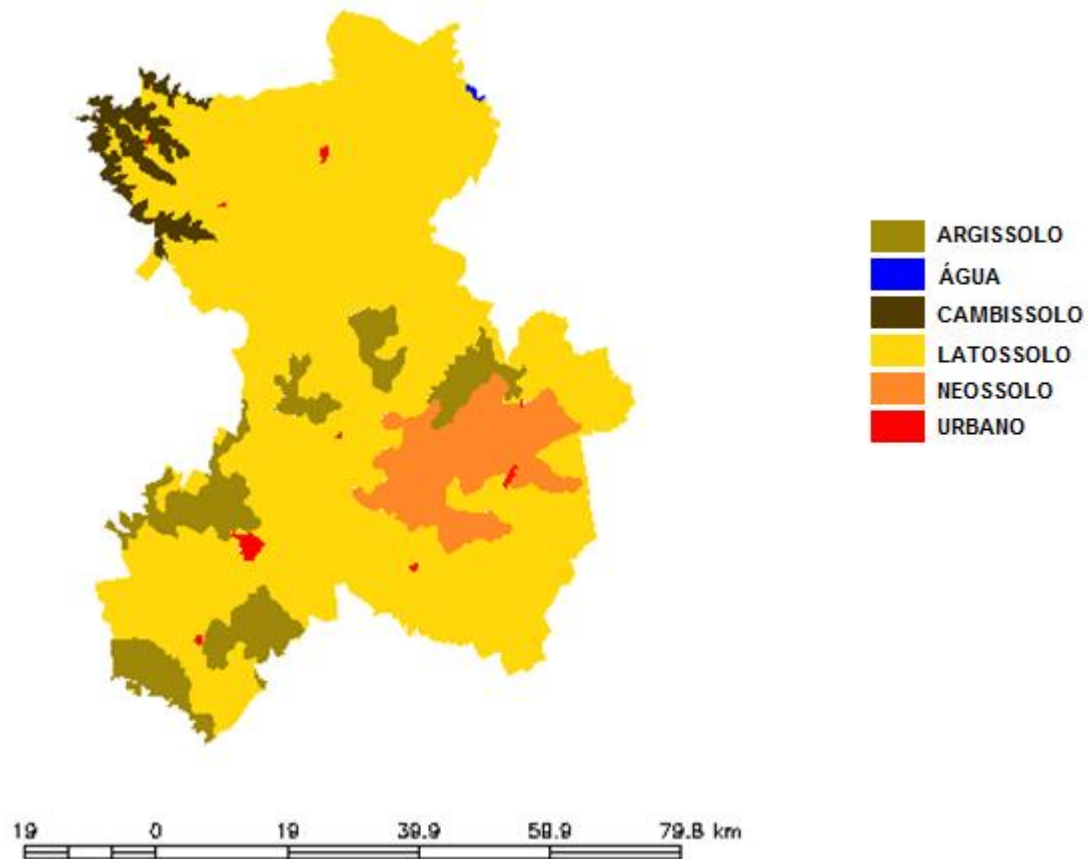 ARGISSOLO
ÁGUA
CAMBISSOLO
LATOSSOLO
NEOSSOLO
URBANO
19 0 19 39.9 59.9 79.8 km